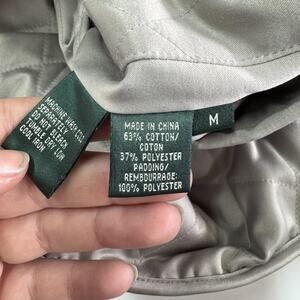 MACHINE WASH COLD
SEPARATELY
DO NOT BLEACH
TUMBLE DRY LOW
COOL IRON
MADE IN CHINA
63% COTTON/
COTON
37% POLYESTER
PADDING/
REMBOURRAGE:
100% POLYESTER
M